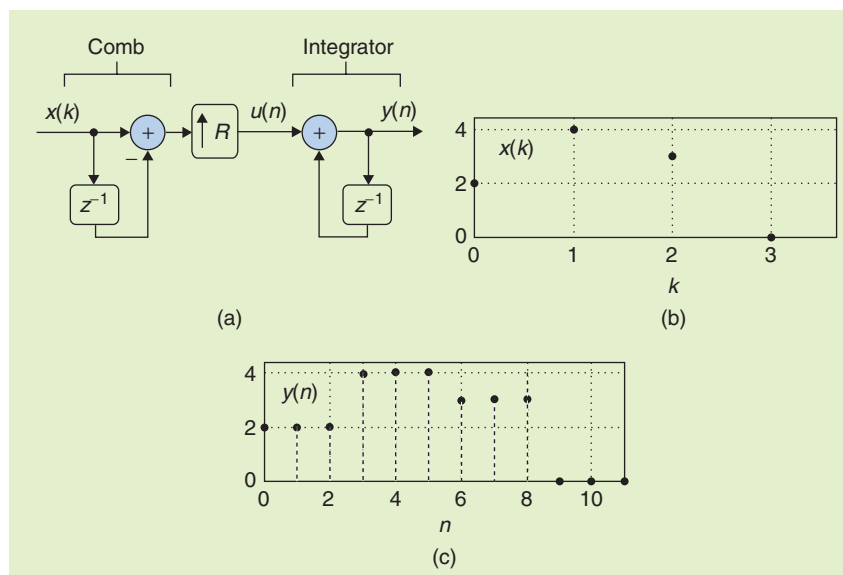 Comb Integrator
x(k) u(n) y(n)
+ ↑ R +
−
z⁻¹ z⁻¹
(a)
4
x(k)
2
0
0 1 2 3
k
(b)
4
y(n)
2
0
0 2 4 6 8 10
n
(c)